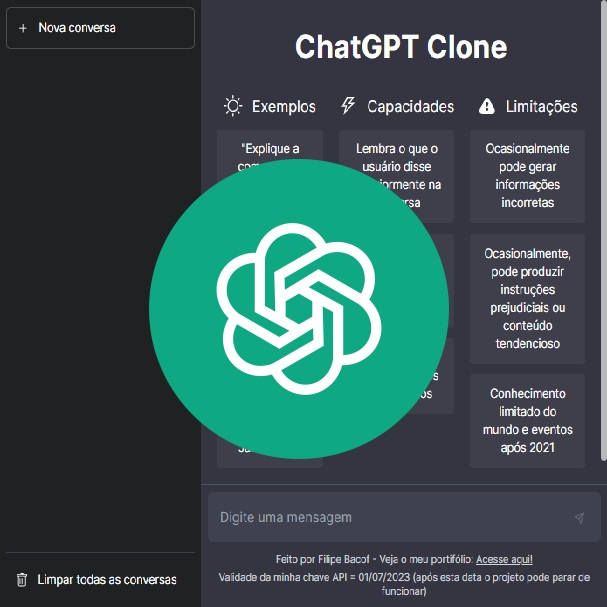 Nova conversa
ChatGPT Clone
Exemplos
Capacidades
Limitações
"Explique a
Lembra o que o
usuário disse
na
Ocasionalmente
pode gerar
informações
incorretas
Ocasionalmente,
pode produzir
instruções
prejudiciais ou
conteúdo
tendencioso
Conhecimento
limitado do
mundo e eventos
após 2021
Digite uma mensagem
Feito por Filipe Bacof - Veja o meu portifólio: Acesse aqui!
Validade da minha chave API = 01/07/2023 (após esta data o projeto pode parar de
funcionar)
Limpar todas as conversas